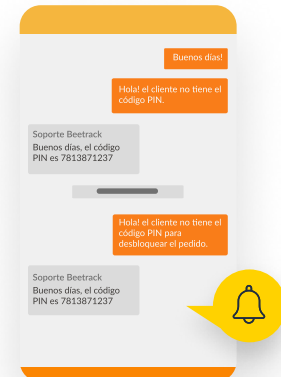 Buenos días!
Hola! el cliente no tiene el
código PIN.
Soporte Beetrack
Buenos días, el código
PIN es 7813871237
Hola! el cliente no tiene el
código PIN para
desbloquear el pedido.
Soporte Beetrack
Buenos días, el código
PIN es 7813871237